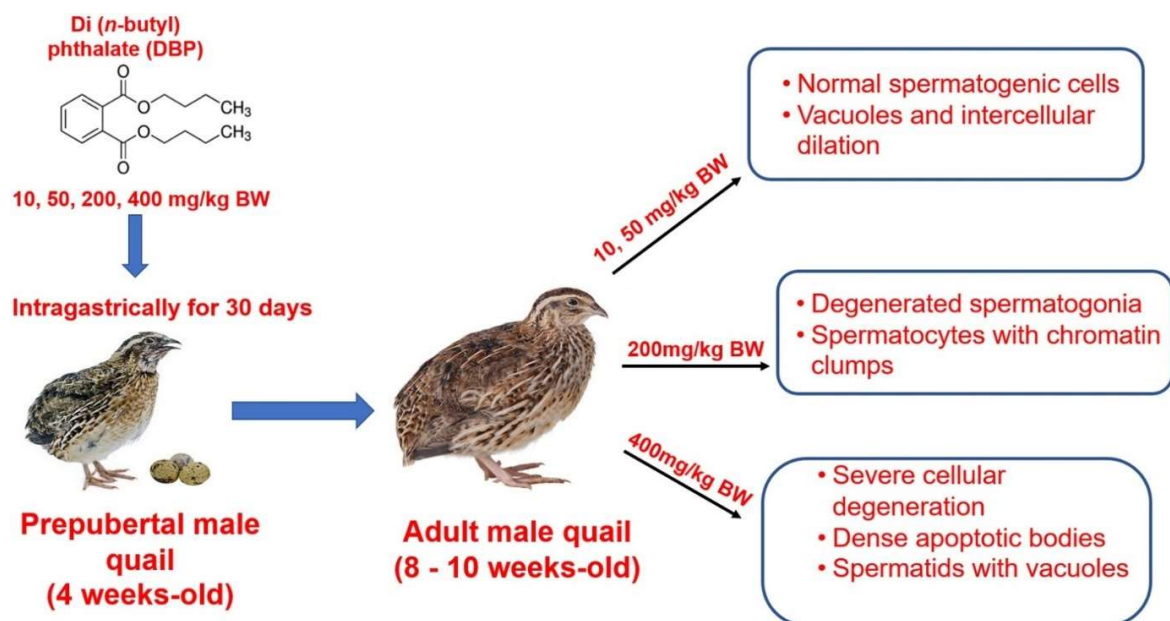 Di (n-butyl)
phthalate (DBP)
O
O
CH3
O
CH3
O
10, 50, 200, 400 mg/kg BW
Intragastrically for 30 days
Prepubertal male
quail
(4 weeks-old)
Adult male quail
(8 - 10 weeks-old)
10, 50 mg/kg BW
• Normal spermatogenic cells
• Vacuoles and intercellular
dilation
200mg/kg BW
• Degenerated spermatogonia
• Spermatocytes with chromatin
clumps
400mg/kg BW
• Severe cellular
degeneration
• Dense apoptotic bodies
• Spermatids with vacuoles